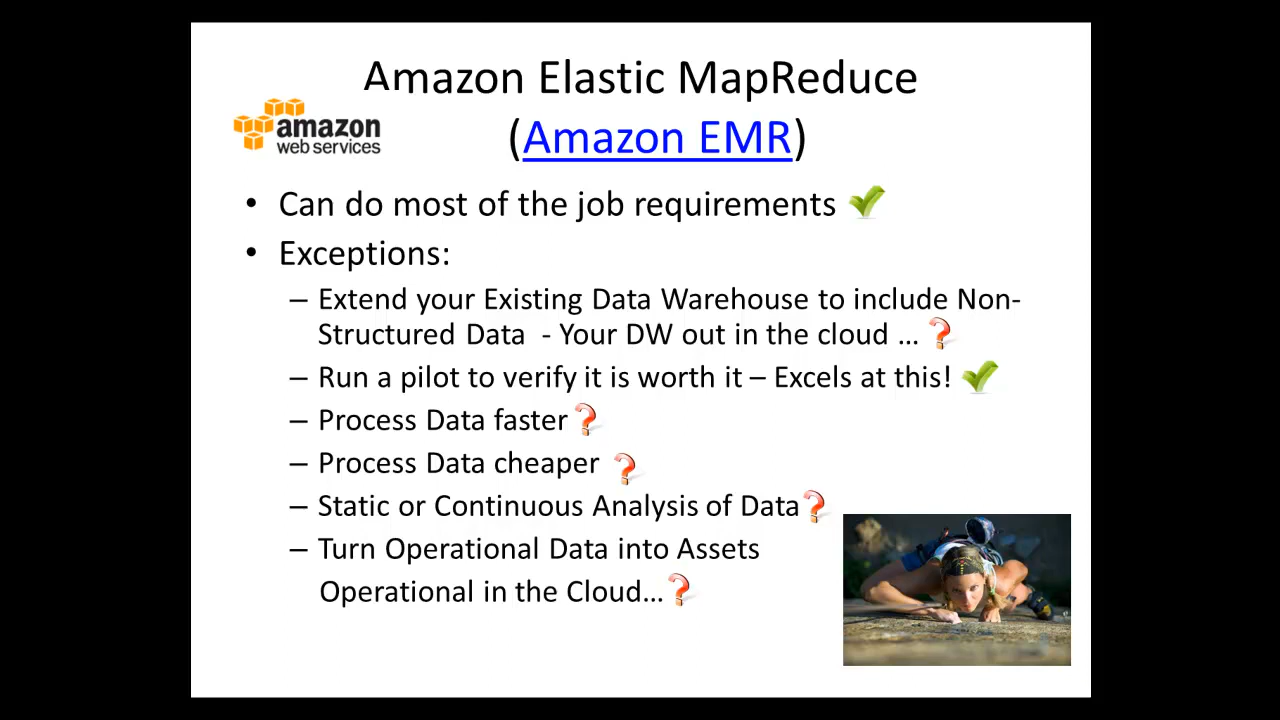 Amazon Elastic MapReduce
amazon
web services
(Amazon EMR)
• Can do most of the job requirements
• Exceptions:
– Extend your Existing Data Warehouse to include Non-
Structured Data - Your DW out in the cloud …
– Run a pilot to verify it is worth it – Excels at this!
– Process Data faster
– Process Data cheaper
– Static or Continuous Analysis of Data
– Turn Operational Data into Assets
Operational in the Cloud…